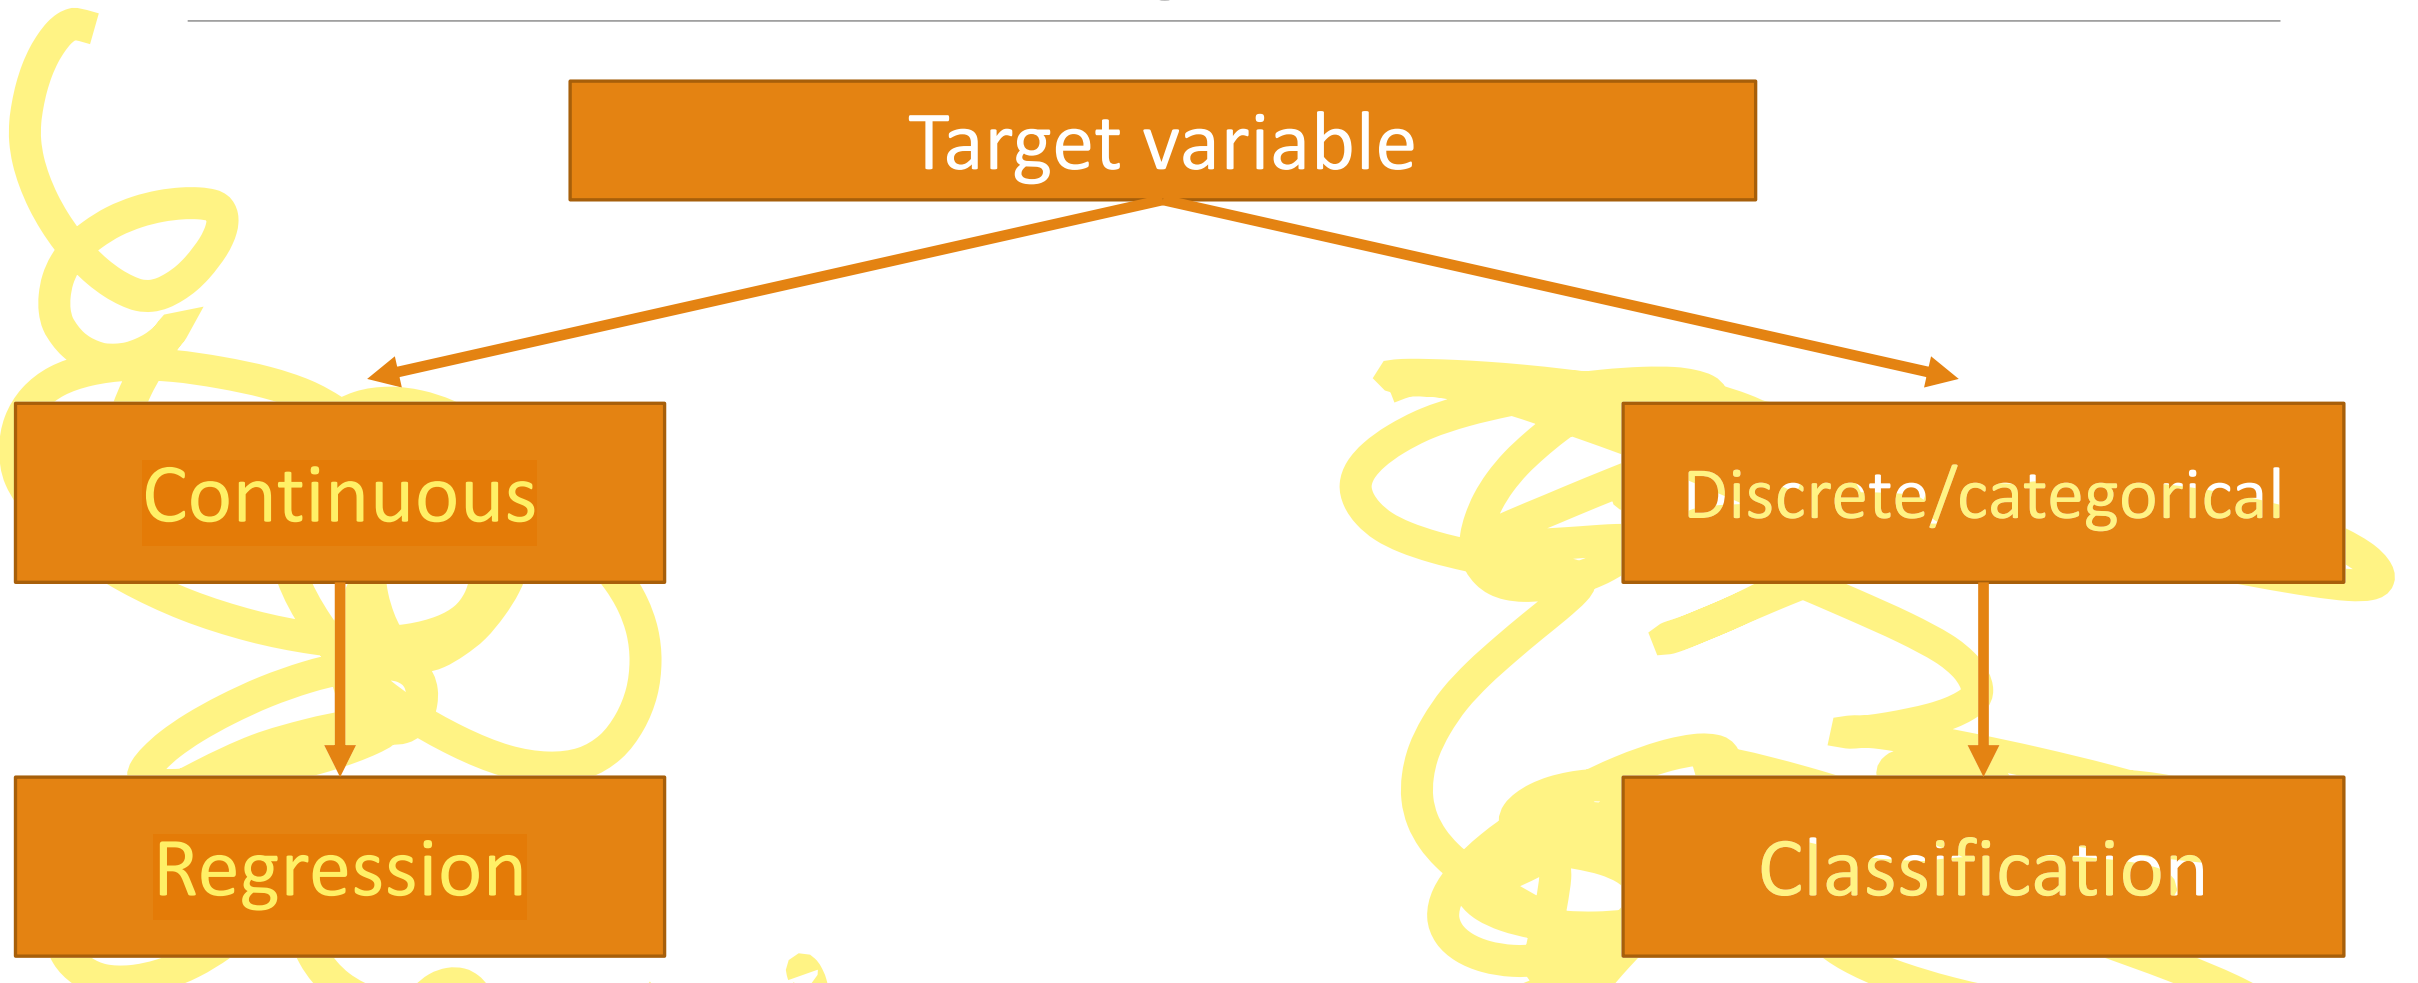 Target variable
Continuous
Discrete/categorical
Regression
Classification